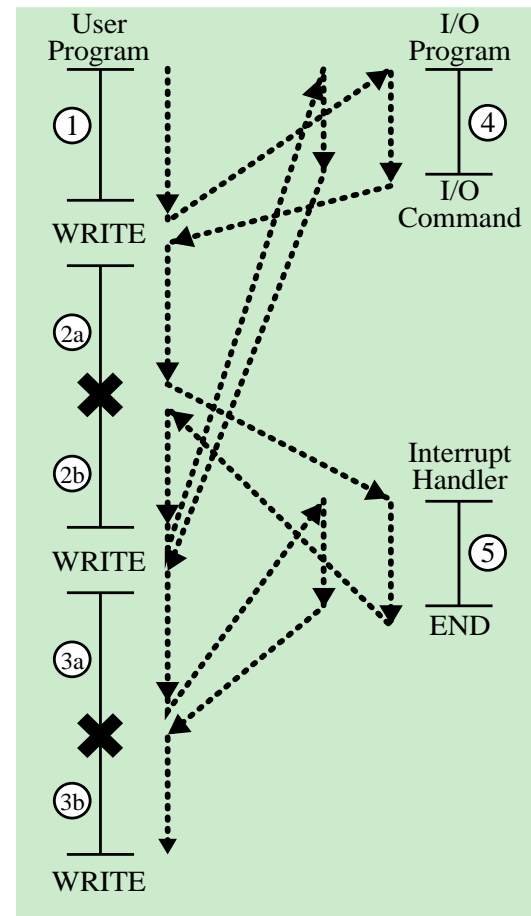 User
Program
I/O
Program
1
4
I/O
Command
WRITE
2a
2b
Interrupt
Handler
WRITE
5
END
3a
3b
WRITE